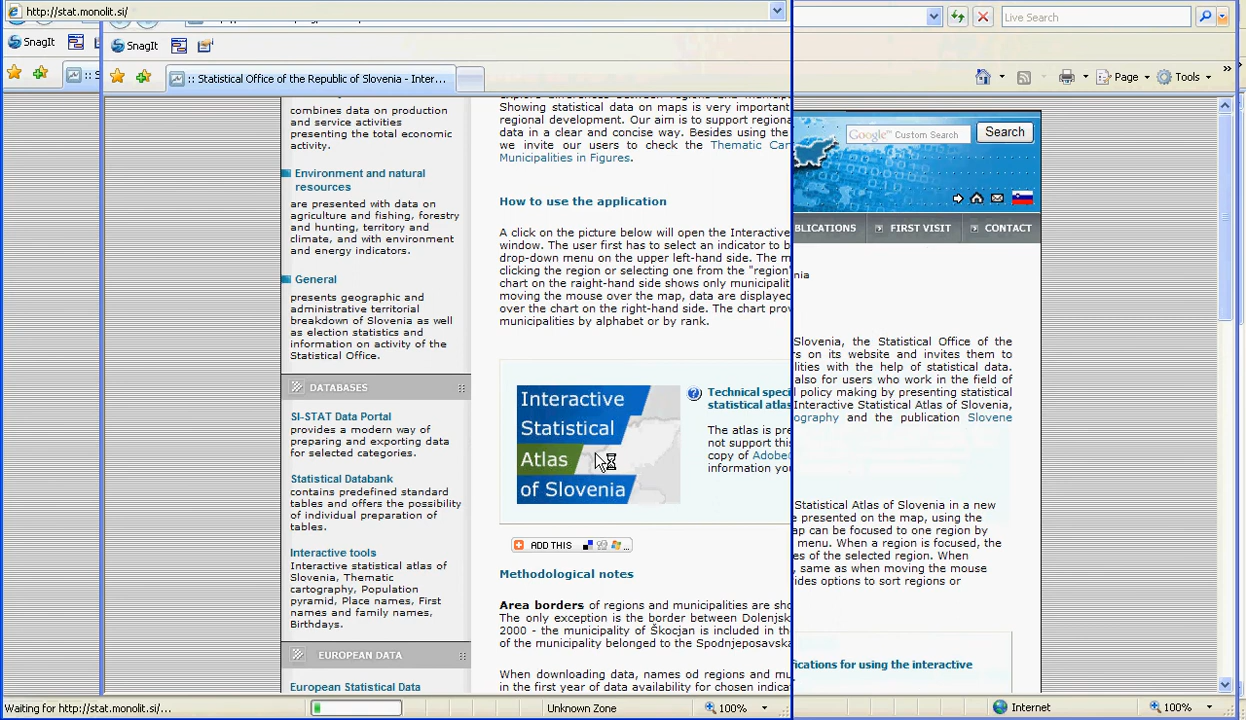 http://stat.monolit.si/
Live Search
SnagIt
SnagIt
:: S
:: Statistical Office of the Republic of Slovenia - Inter...
Page
Tools
combines data on production
and service activities
presenting the total economic
activity.
Environment and natural
resources
are presented with data on
agriculture and fishing, forestry
and hunting, territory and
climate, and with environment
and energy indicators.
General
presents geographic and
administrative territorial
breakdown of Slovenia as well
as election statistics and
information on activity of the
Statistical Office.
DATABASES
SI-STAT Data Portal
provides a modern way of
preparing and exporting data
for selected categories.
Statistical Databank
contains predefined standard
tables and offers the possibility
of individual preparation of
tables.
Interactive tools
Interactive statistical atlas of
Slovenia, Thematic
cartography, Population
pyramid, Place names, First
names and family names,
Birthdays.
EUROPEAN DATA
European Statistical Data
Showing statistical data on maps is very important
regional development. Our aim is to support regiona
data in a clear and concise way. Besides using the
we invite our users to check the Thematic Car
Municipalities in Figures.
How to use the application
A click on the picture below will open the Interactive
window. The user first has to select an indicator to b
drop-down menu on the upper left-hand side. The m
clicking the region or selecting one from the "region"
chart on the raight-hand side shows only municipalit
moving the mouse over the map, data are displayed
over the chart on the right-hand side. The chart prov
municipalities by alphabet or by rank.
Interactive
Statistical
Atlas
of Slovenia
Technical speci
statistical atlas
The atlas is pre
not support this
copy of Adobe
information you
ADD THIS
Methodological notes
Area borders of regions and municipalities are sho
The only exception is the border between Dolenjsk
2000 - the municipality of Škocjan is included in the
of the municipality belonged to the Spodnjeposavska
When downloading data, names od regions and mu
in the first year of data availability for chosen indica
Google™ Custom Search
Search
BLICATIONS
FIRST VISIT
CONTACT
nia
Slovenia, the Statistical Office of the
rs on its website and invites them to
lities with the help of statistical data.
also for users who work in the field of
l policy making by presenting statistical
Interactive Statistical Atlas of Slovenia,
ography and the publication Slovene
Statistical Atlas of Slovenia in a new
e presented on the map, using the
ap can be focused to one region by
menu. When a region is focused, the
es of the selected region. When
, same as when moving the mouse
ides options to sort regions or
fications for using the interactive
Waiting for http://stat.monolit.si/...
Unknown Zone
100%
Internet
100%